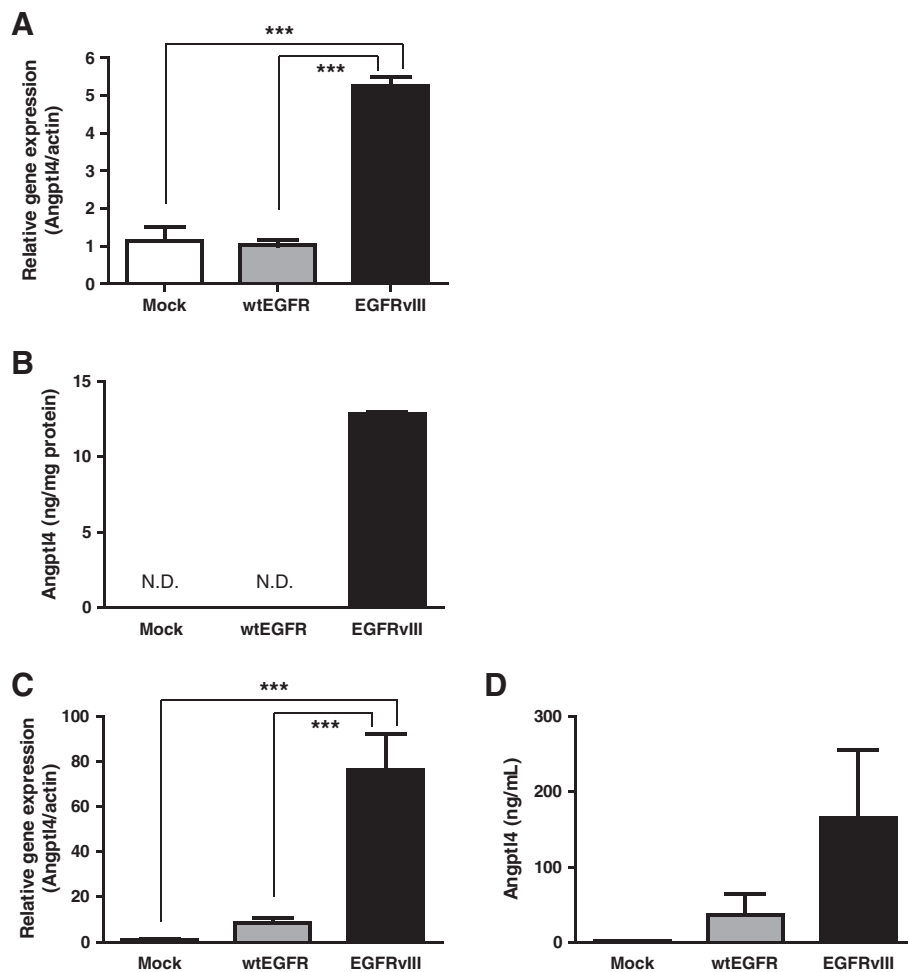 A
***
***
Relative gene expression
(Angptl4/actin)
6
5
4
3
2
1
0
Mock wtEGFR EGFRvIII
B
Angptl4 (ng/mg protein)
15
10
5
0
N.D. N.D.
Mock wtEGFR EGFRvIII
C
***
***
Relative gene expression
(Angptl4/actin)
100
80
60
40
20
0
Mock wtEGFR EGFRvIII
D
Angptl4 (ng/mL)
300
200
100
0
Mock wtEGFR EGFRvIII